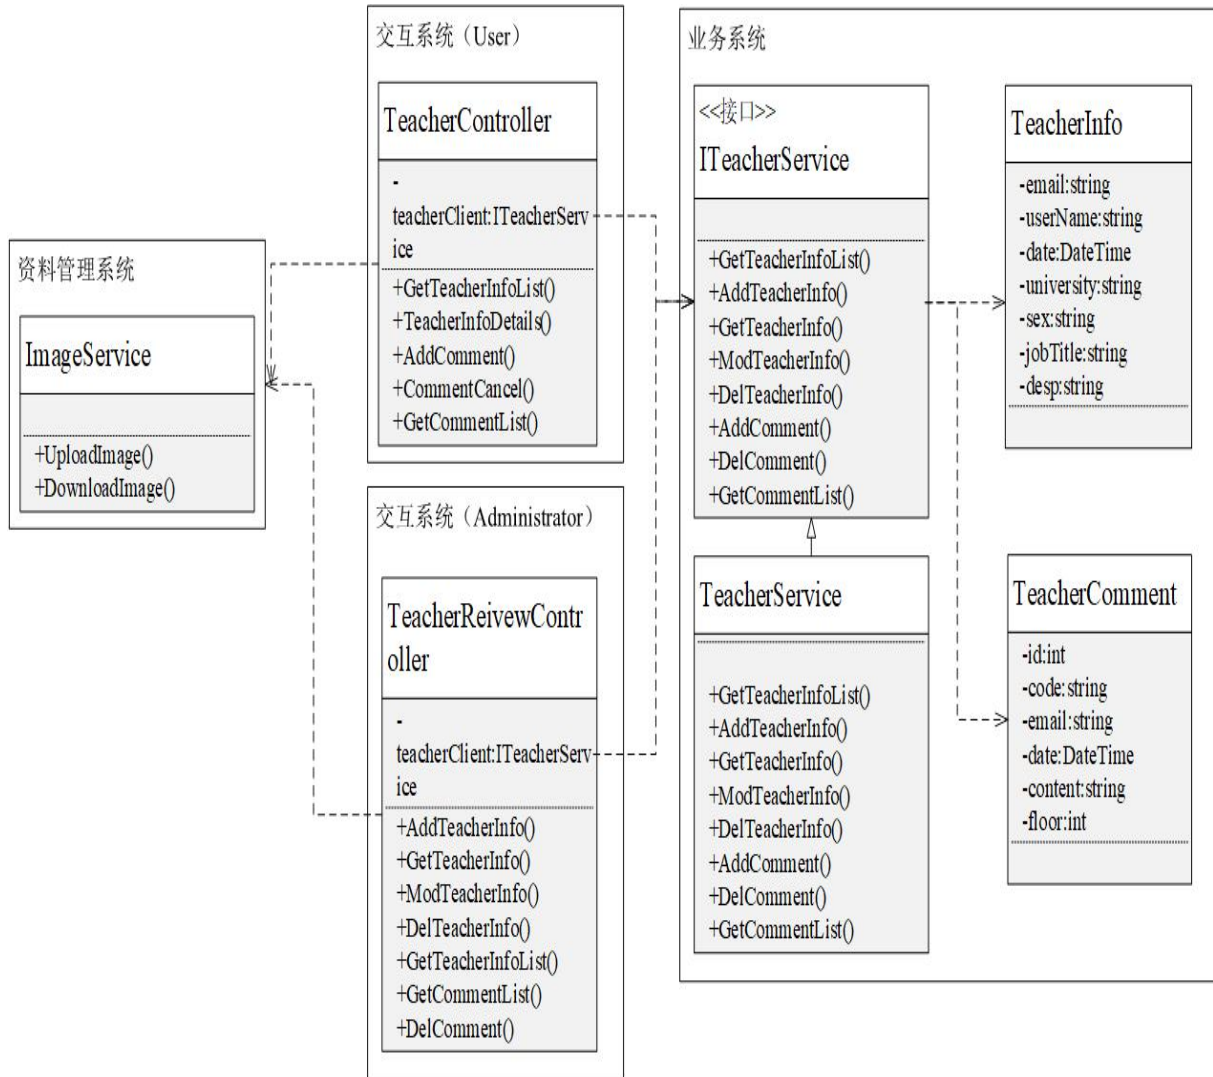 资料管理系统
ImageService
+UploadImage()
+DownloadImage()
交互系统（User）
TeacherController
-
teacherClient:ITeacherServ
ice
+GetTeacherInfoList()
+TeacherInfoDetails()
+AddComment()
+CommentCancel()
+GetCommentList()
交互系统（Administrator）
TeacherReivewContr
oller
-
teacherClient:ITeacherServ
ice
+AddTeacherInfo()
+GetTeacherInfo()
+ModTeacherInfo()
+DelTeacherInfo()
+GetTeacherInfoList()
+GetCommentList()
+DelComment()
业务系统
<<接口>>
ITeacherService
+GetTeacherInfoList()
+AddTeacherInfo()
+GetTeacherInfo()
+ModTeacherInfo()
+DelTeacherInfo()
+AddComment()
+DelComment()
+GetCommentList()
TeacherService
+GetTeacherInfoList()
+AddTeacherInfo()
+GetTeacherInfo()
+ModTeacherInfo()
+DelTeacherInfo()
+AddComment()
+DelComment()
+GetCommentList()
TeacherInfo
-email:string
-userName:string
-date:DateTime
-university:string
-sex:string
-jobTitle:string
-desp:string
TeacherComment
-id:int
-code:string
-email:string
-date:DateTime
-content:string
-floor:int